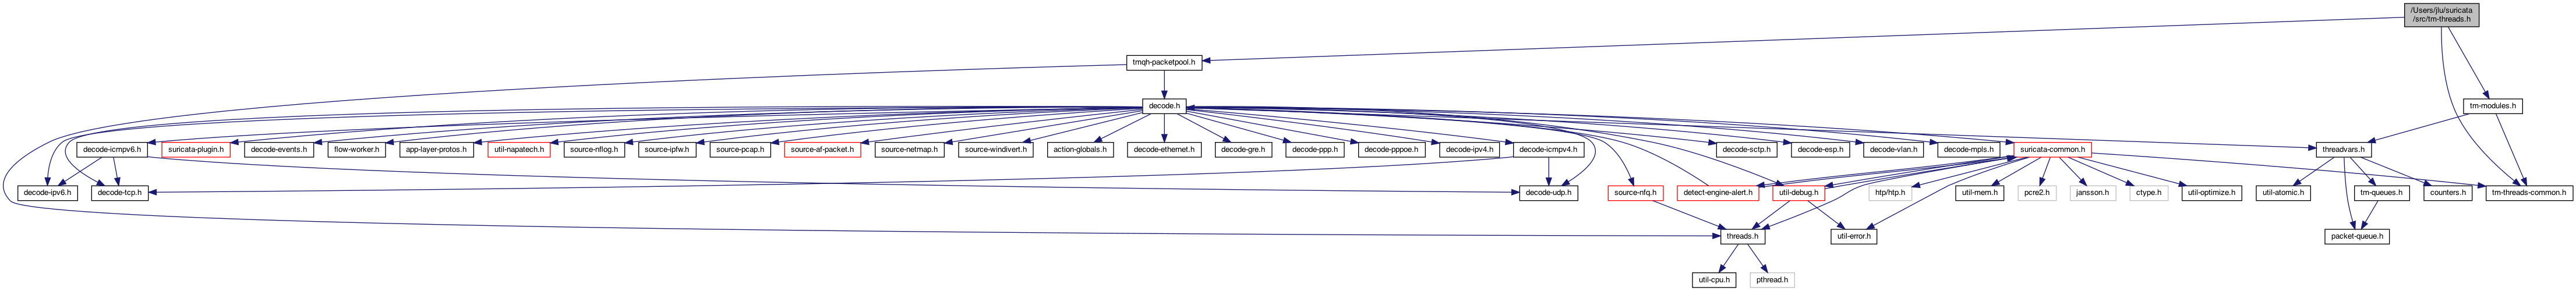 /Users/jlu/suricata
/src/tm-threads.h
tmqh-packetpool.h
decode.h
tm-modules.h
decode-icmpv6.h
suricata-plugin.h
decode-events.h
flow-worker.h
app-layer-protos.h
util-napatech.h
source-nflog.h
source-ipfw.h
source-pcap.h
source-af-packet.h
source-netmap.h
source-windivert.h
action-globals.h
decode-ethernet.h
decode-gre.h
decode-ppp.h
decode-pppoe.h
decode-ipv4.h
decode-icmpv4.h
decode-sctp.h
decode-esp.h
decode-vlan.h
decode-mpls.h
suricata-common.h
threadvars.h
decode-ipv6.h
decode-tcp.h
decode-udp.h
source-nfq.h
detect-engine-alert.h
util-debug.h
htp/htp.h
util-mem.h
pcre2.h
jansson.h
ctype.h
util-optimize.h
util-atomic.h
tm-queues.h
counters.h
tm-threads-common.h
threads.h
util-error.h
packet-queue.h
util-cpu.h
pthread.h